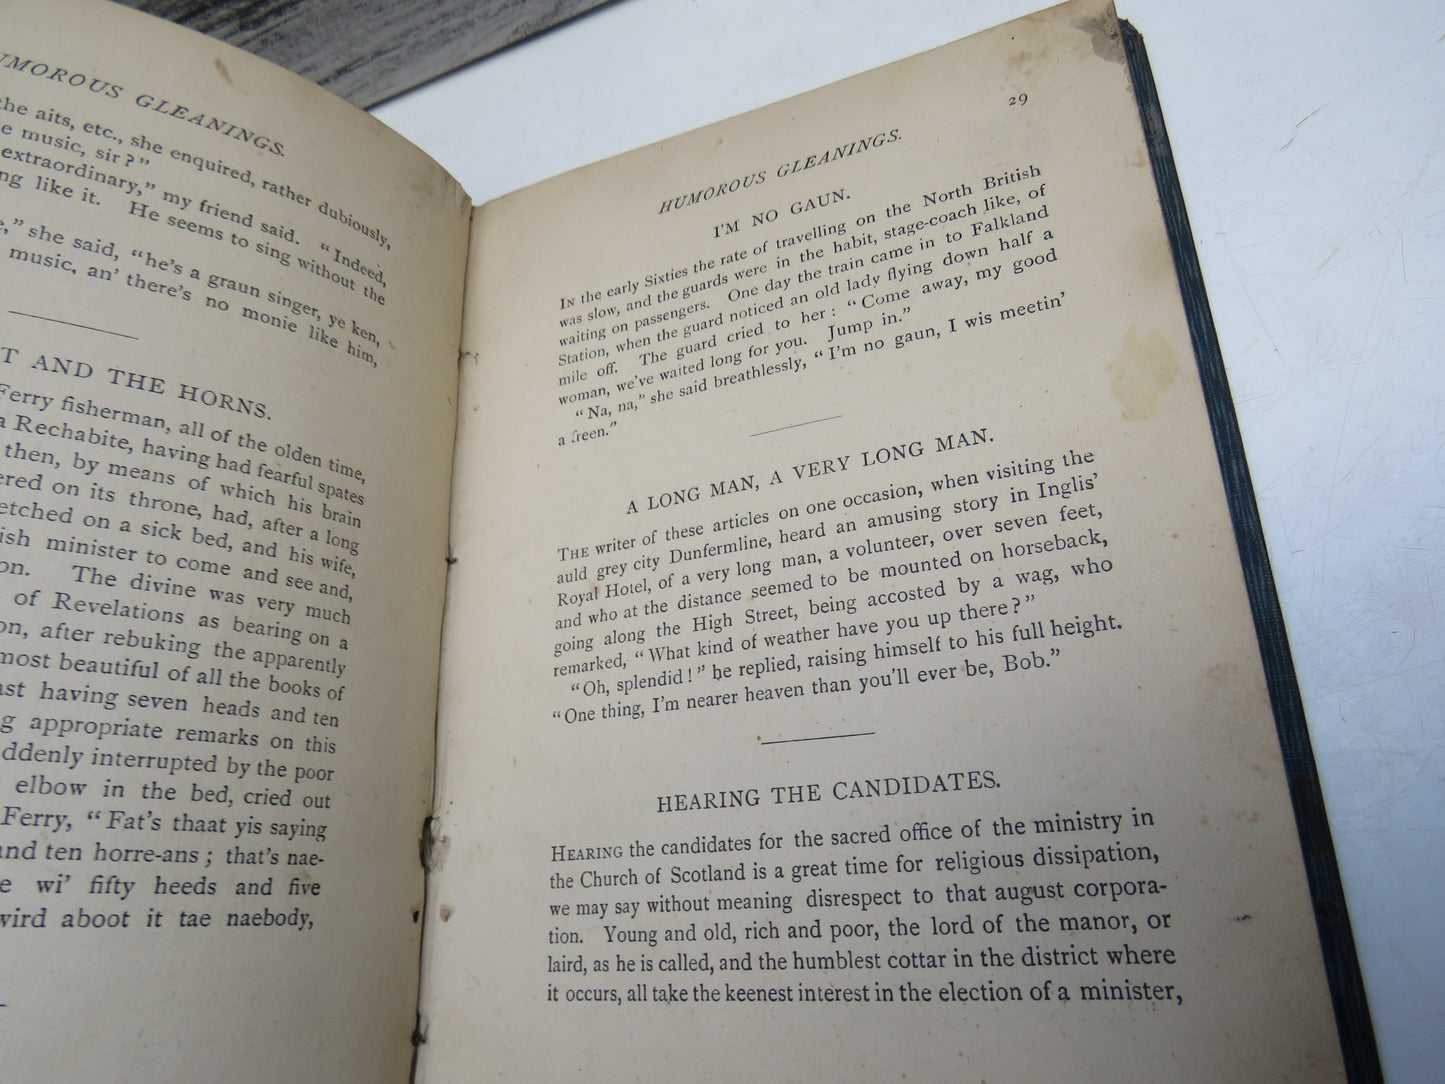 UMOROUS GLEANINGS.
the aits, etc., she enquired, rather dubiously,
e music, sir?"
extraordinary," my friend said. "Indeed,
ng like it. He seems to sing without the
e," she said, "he's a graun singer, ye ken,
music, an' there's no monie like him,
T AND THE HORNS.
Ferry fisherman, all of the olden time,
a Rechabite, having had fearful spates
then, by means of which his brain
ered on its throne, had, after a long
etched on a sick bed, and his wife,
ish minister to come and see and,
on. The divine was very much
of Revelations as bearing on a
on, after rebuking the apparently
most beautiful of all the books of
ast having seven heads and ten
g appropriate remarks on this
uddenly interrupted by the poor
elbow in the bed, cried out
Ferry, "Fat's thaat yis saying
and ten horre-ans; that's nae-
e wi' fifty heeds and five
wird aboot it tae naebody,
29
HUMOROUS GLEANINGS.
I'M NO GAUN.
IN the early Sixties the rate of travelling on the North British
was slow, and the guards were in the habit, stage-coach like, of
waiting on passengers. One day the train came in to Falkland
Station, when the guard noticed an old lady flying down half a
mile off. The guard cried to her: "Come away, my good
woman, we've waited long for you. Jump in."
"Na, na," she said breathlessly, "I'm no gaun, I wis meetin'
a freen."
A LONG MAN, A VERY LONG MAN.
THE writer of these articles on one occasion, when visiting the
auld grey city Dunfermline, heard an amusing story in Inglis'
Royal Hotel, of a very long man, a volunteer, over seven feet,
and who at the distance seemed to be mounted on horseback,
going along the High Street, being accosted by a wag, who
remarked, "What kind of weather have you up there?"
"Oh, splendid!" he replied, raising himself to his full height.
"One thing, I'm nearer heaven than you'll ever be, Bob."
HEARING THE CANDIDATES.
HEARING the candidates for the sacred office of the ministry in
the Church of Scotland is a great time for religious dissipation,
we may say without meaning disrespect to that august corpora-
tion. Young and old, rich and poor, the lord of the manor, or
laird, as he is called, and the humblest cottar in the district where
it occurs, all take the keenest interest in the election of a minister,